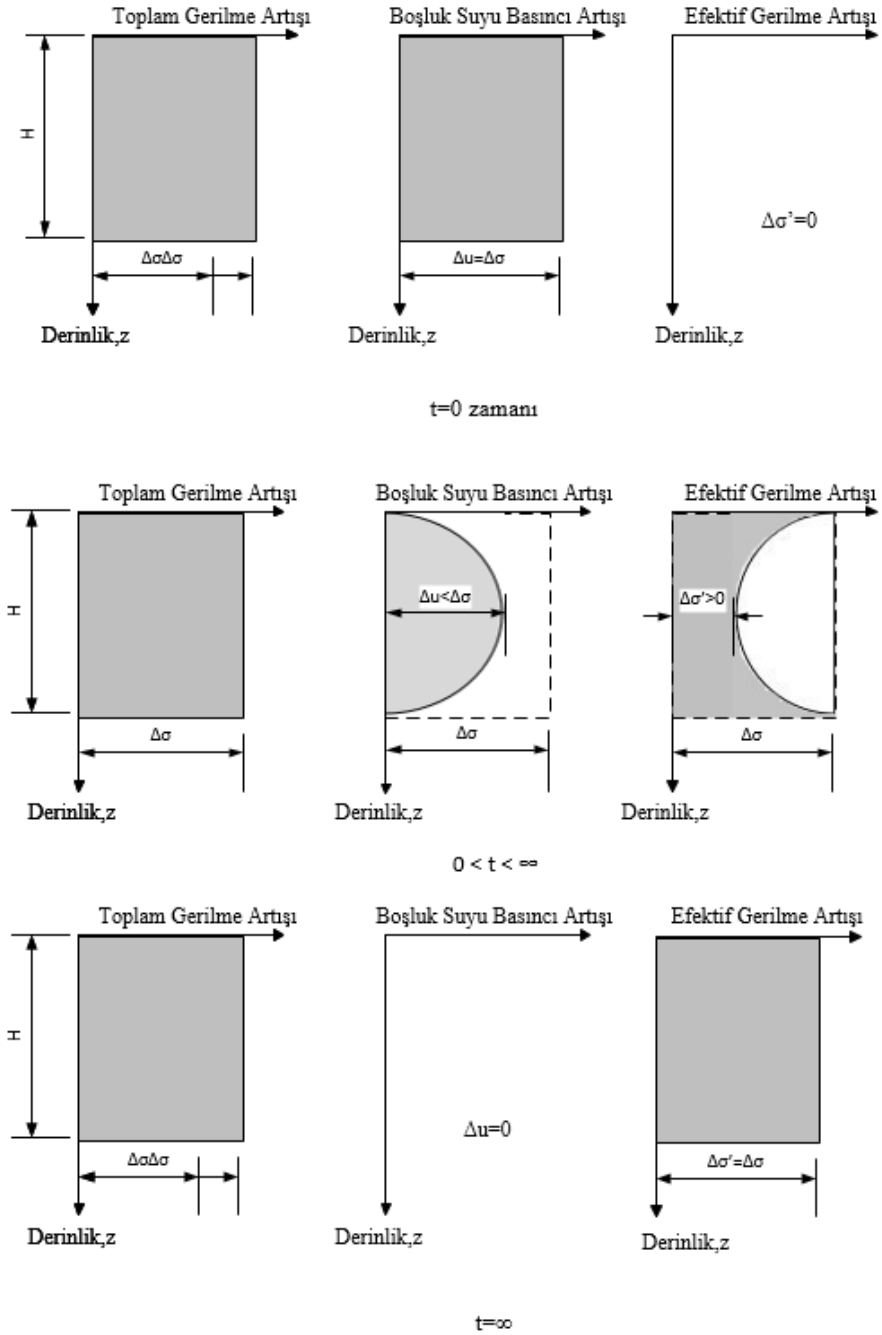 Toplam Gerilme Artışı
Boşluk Suyu Basıncı Artışı
Efektif Gerilme Artışı
H
Δσ'=0
ΔσΔσ
Δu=Δσ
Derinlik,z
Derinlik,z
Derinlik,z
t=0 zamanı
Toplam Gerilme Artışı
Boşluk Suyu Basıncı Artışı
Efektif Gerilme Artışı
H
Δu<Δσ
Δσ'>0
Δσ
Δσ
Δσ
Derinlik,z
Derinlik,z
Derinlik,z
0 < t < ∞
Toplam Gerilme Artışı
Boşluk Suyu Basıncı Artışı
Efektif Gerilme Artışı
H
Δu=0
ΔσΔσ
Δσ'=Δσ
Derinlik,z
Derinlik,z
Derinlik,z
t=∞